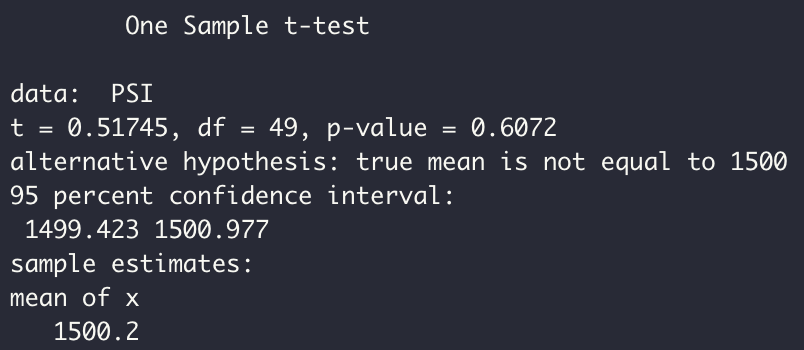 One Sample t-test
data:  PSI
t = 0.51745, df = 49, p-value = 0.6072
alternative hypothesis: true mean is not equal to 1500
95 percent confidence interval:
1499.423 1500.977
sample estimates:
mean of x
1500.2